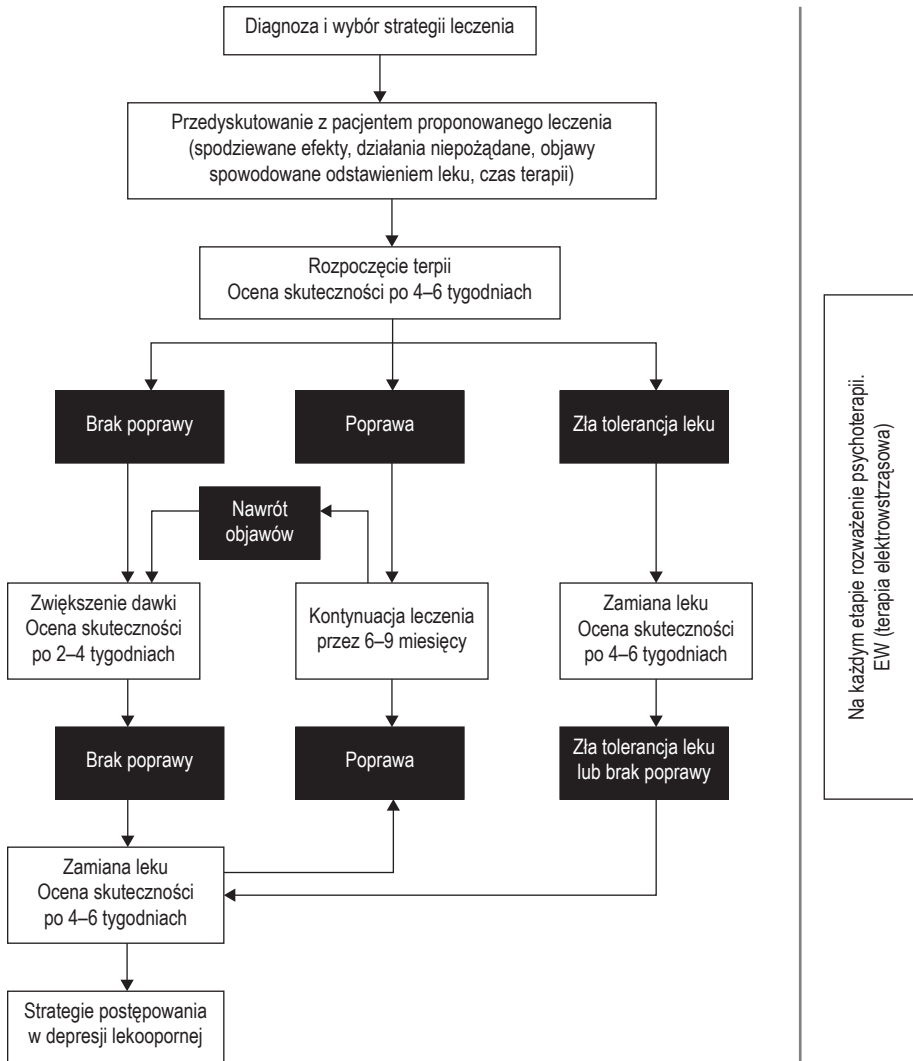 Diagnoza i wybór strategii leczenia
Przedyskutowanie z pacjentem proponowanego leczenia
(spodziewane efekty, działania niepożądane, objawy
spowodowane odstawieniem leku, czas terapii)
Rozpoczęcie terpii
Ocena skuteczności po 4–6 tygodniach
Brak poprawy
Poprawa
Zła tolerancja leku
Nawrót
objawów
Zwiększenie dawki
Ocena skuteczności
po 2–4 tygodniach
Kontynuacja leczenia
przez 6–9 miesięcy
Zamiana leku
Ocena skuteczności
po 4–6 tygodniach
Brak poprawy
Poprawa
Zła tolerancja leku
lub brak poprawy
Zamiana leku
Ocena skuteczności
po 4–6 tygodniach
Strategie postępowania
w depresji lekoopornej
Na każdym etapie rozważenie psychoterapii.
EW (terapia elektrowstrząsowa)